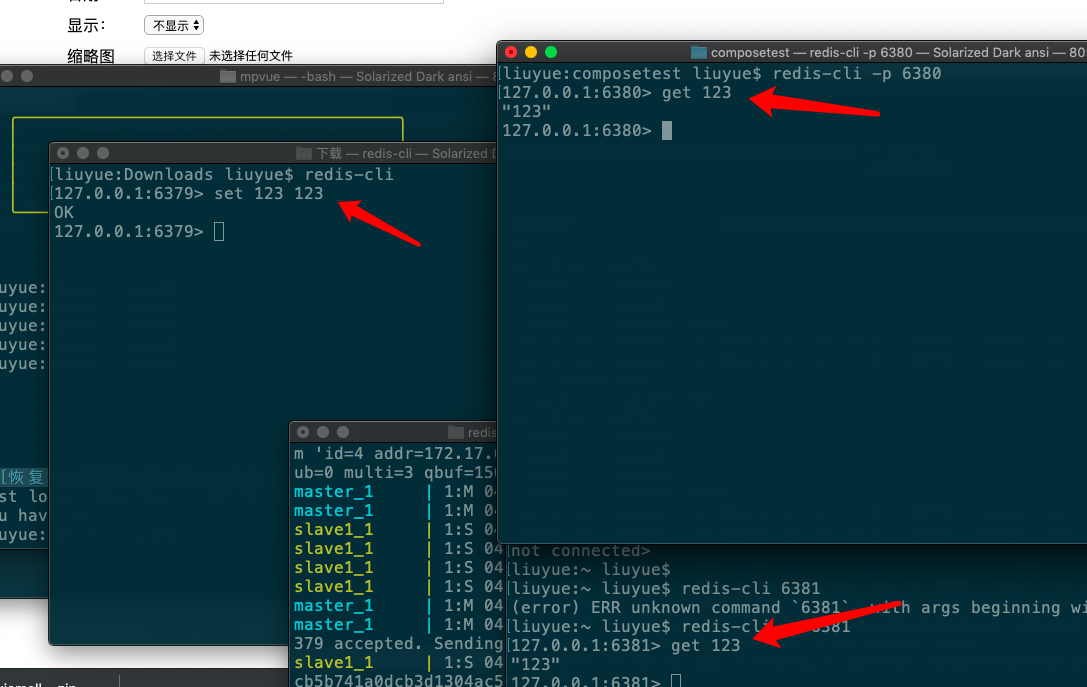 显示：
不显示
缩略图
选择文件 未选择任何文件
mpvue — -bash — Solarized Dark ansi —
composetest — redis-cli -p 6380 — Solarized Dark ansi — 80
[liuyue:composetest liuyue$ redis-cli -p 6380
[127.0.0.1:6380> get 123
"123"
127.0.0.1:6380>
下载 — redis-cli — Solarized D
[liuyue:Downloads liuyue$ redis-cli
[127.0.0.1:6379> set 123 123
OK
127.0.0.1:6379>
uyue:
uyue:
uyue:
uyue:
uyue:
[恢复
st lo
u hav
uyue:
redis
m 'id=4 addr=172.17.
ub=0 multi=3 qbuf=150
master_1 | 1:M 04
master_1 | 1:M 04
slave1_1 | 1:S 04
slave1_1 | 1:S 04
slave1_1 | 1:S 04
slave1_1 | 1:S 04
master_1 | 1:M 04
master_1 | 1:M 04
379 accepted. Sending
slave1_1 | 1:S 04
cb5b741a0dcb3d1304ac5
not connected>
[liuyue:~ liuyue$
[liuyue:~ liuyue$ redis-cli 6381
(error) ERR unknown command `6381` with args beginning wi
[liuyue:~ liuyue$ redis-cli 6381
[127.0.0.1:6381> get 123
"123"
127.0.0.1:6381>